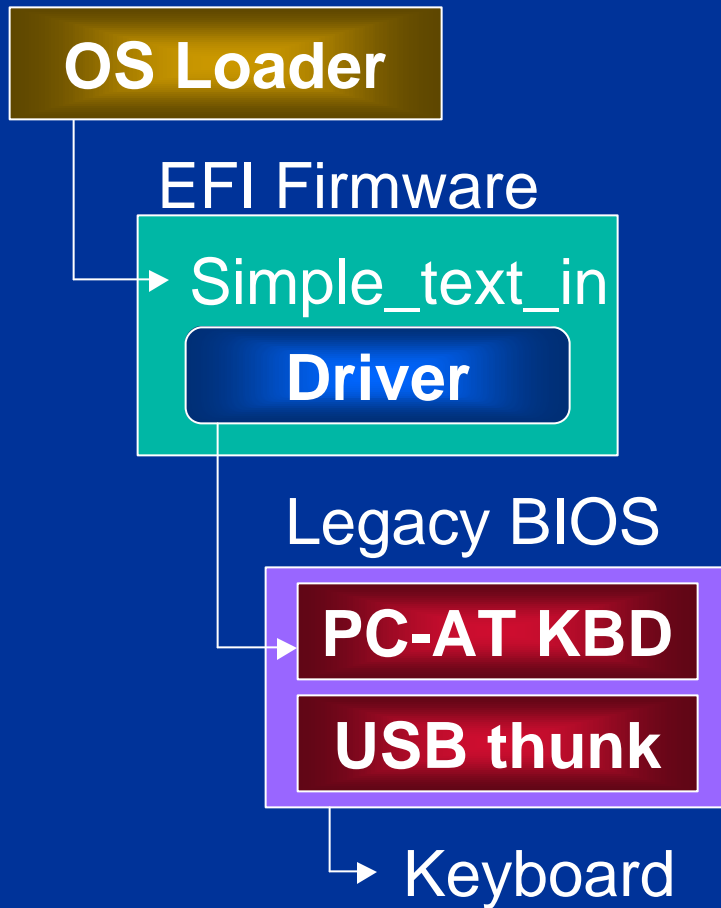 OS Loader
EFI Firmware
Simple_text_in
Driver
Legacy BIOS
PC-AT KBD
USB thunk
Keyboard